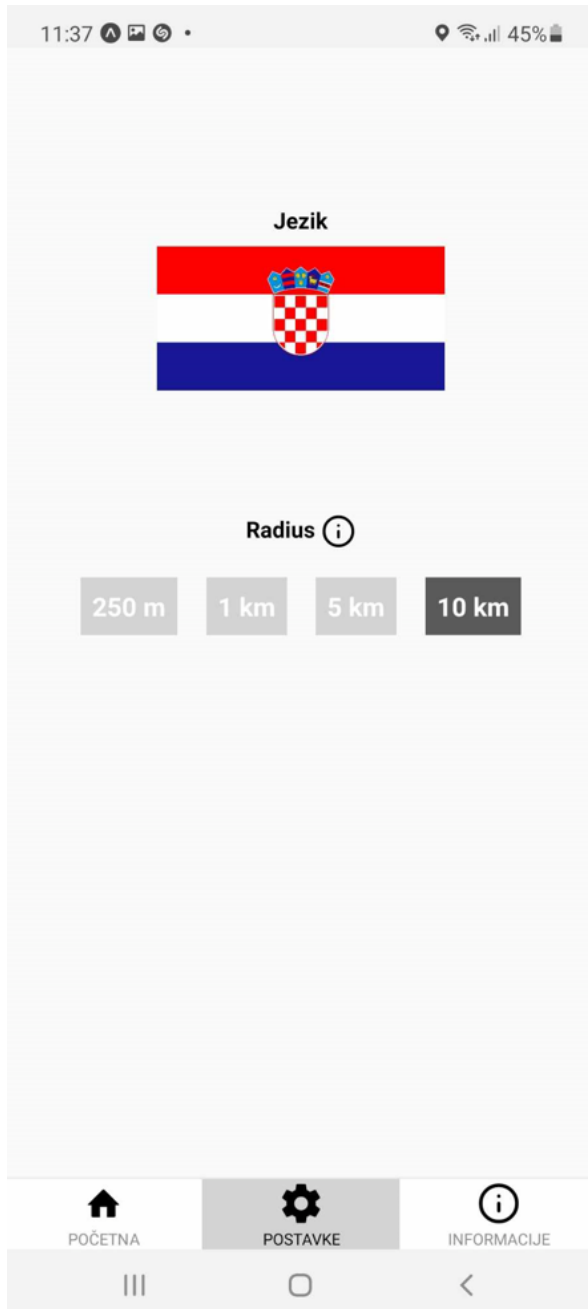 11:37 45%
Jezik
Radius
250 m 1 km 5 km 10 km
POČETNA POSTAVKE INFORMACIJE